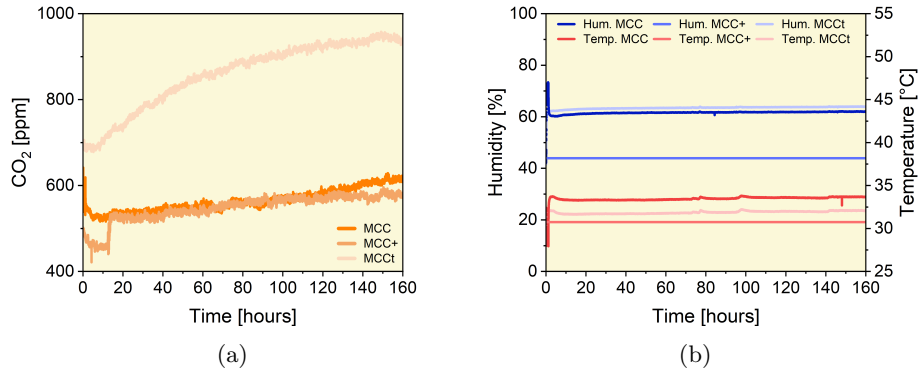 1000
800
600
400
CO₂ [ppm]
MCC
MCC+
MCCt
0 20 40 60 80 100 120 140 160
Time [hours]
(a)
100
80
60
40
20
0
Humidity [%]
Hum. MCC Hum. MCC+ Hum. MCCt
Temp. MCC Temp. MCC+ Temp. MCCt
55
50
45
40
35
30
25
Temperature [°C]
0 20 40 60 80 100 120 140 160
Time [hours]
(b)